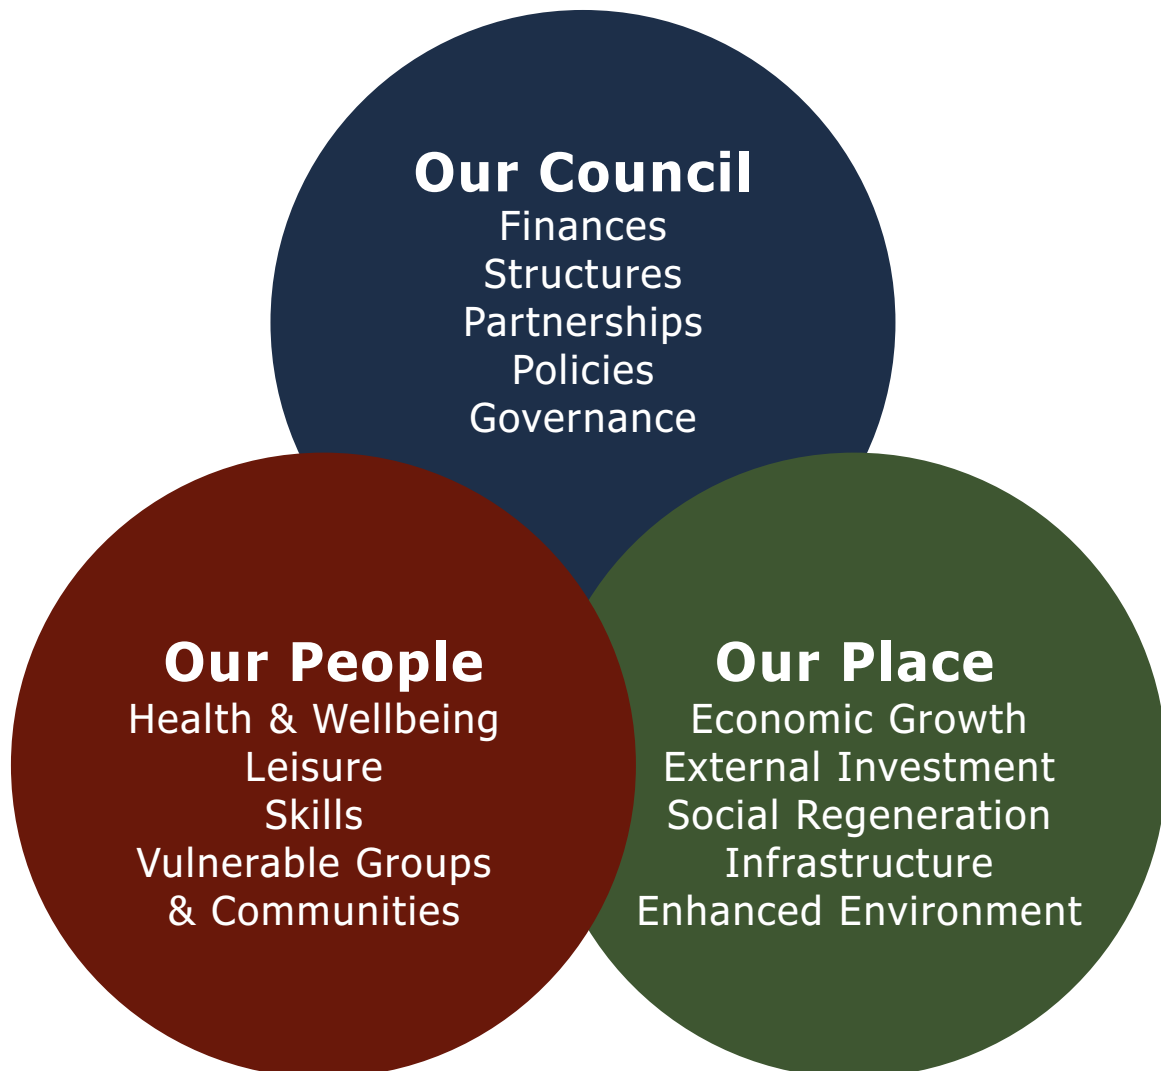 Our Council
Finances
Structures
Partnerships
Policies
Governance
Our People
Health & Wellbeing
Leisure
Skills
Vulnerable Groups
& Communities
Our Place
Economic Growth
External Investment
Social Regeneration
Infrastructure
Enhanced Environment